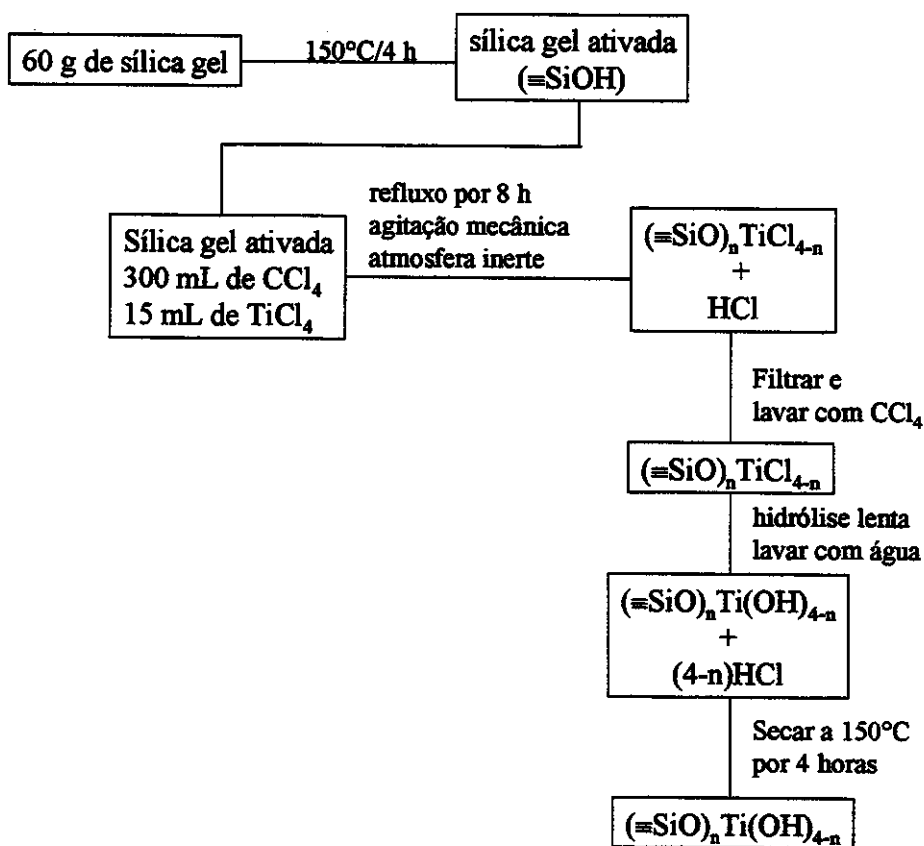 60 g de sílica gel
150°C/4 h
sílica gel ativada
(≡SiOH)
Sílica gel ativada
300 mL de CCl₄
15 mL de TiCl₄
refluxo por 8 h
agitação mecânica
atmosfera inerte
(≡SiO)ₙTiCl₄₋ₙ
+
HCl
Filtrar e
lavar com CCl₄
(≡SiO)ₙTiCl₄₋ₙ
hidrólise lenta
lavar com água
(≡SiO)ₙTi(OH)₄₋ₙ
+
(4-n)HCl
Secar a 150°C
por 4 horas
(≡SiO)ₙTi(OH)₄₋ₙ